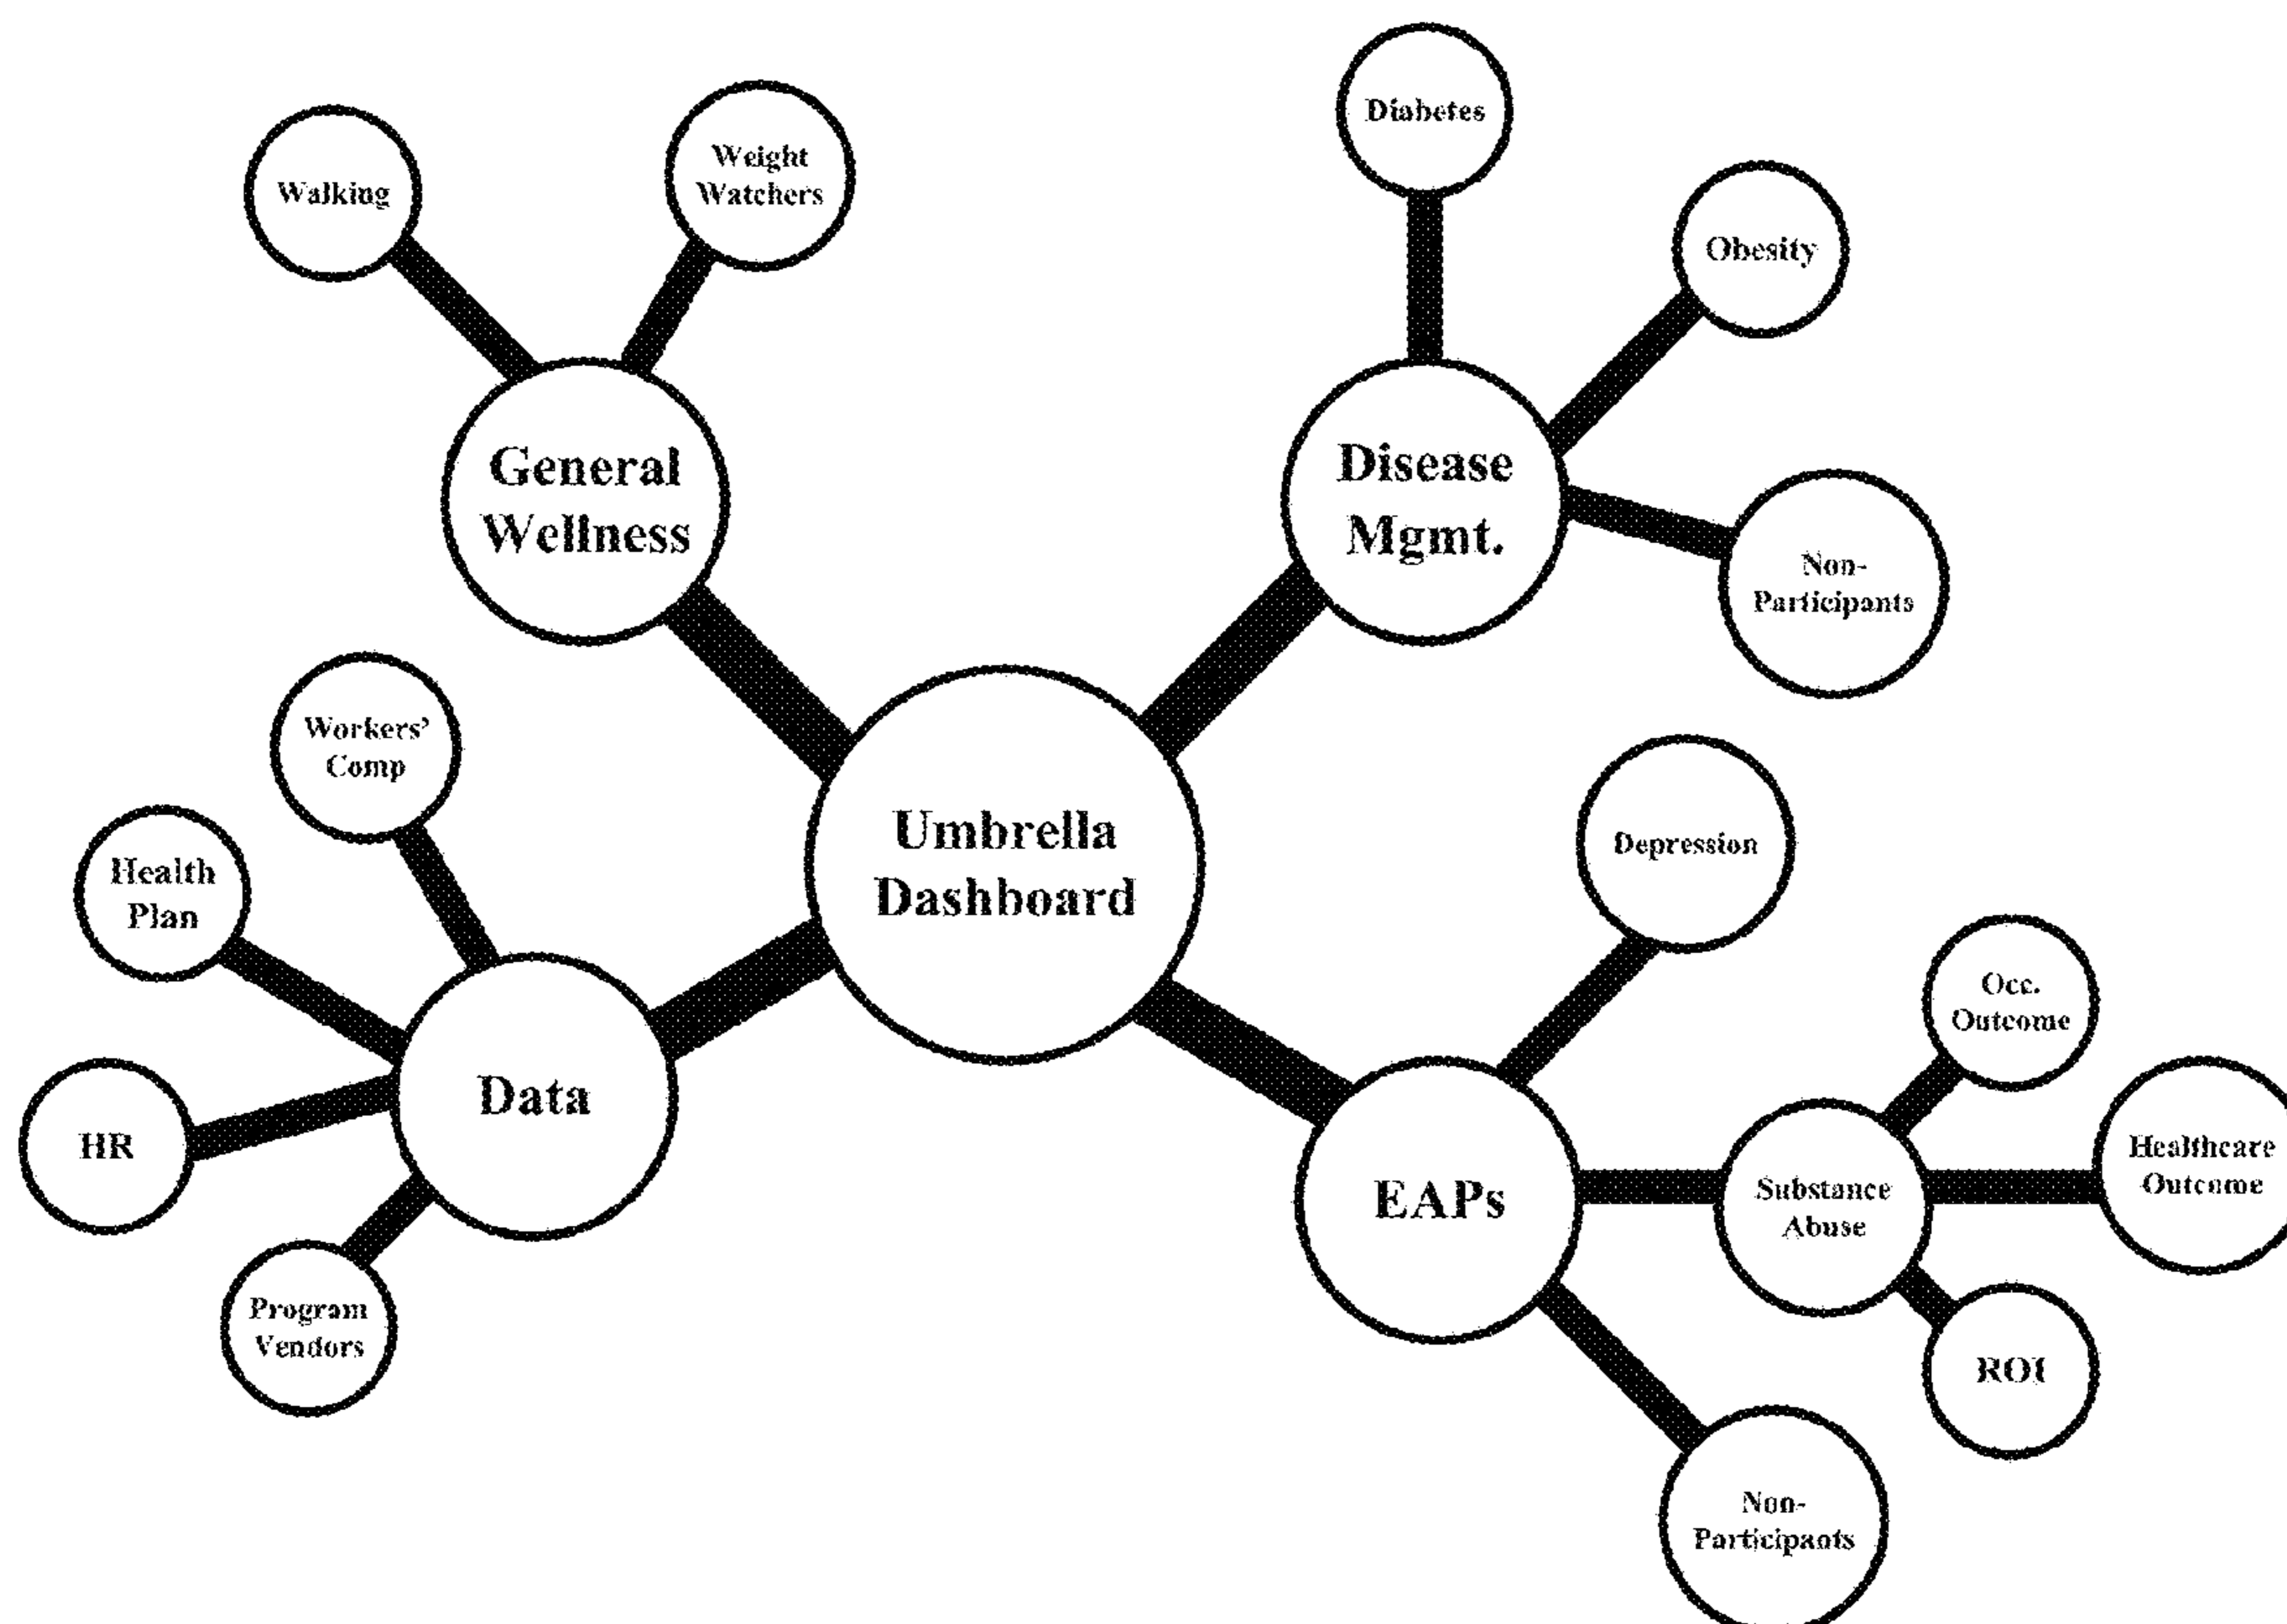 Diabetes
Weight
Watchers
Walking
Obesity
General
Wellness
Disease
Mgmt.
Non-
Participants
Workers'
Comp
Umbrella
Dashboard
Depression
Health
Plan
Occ.
Outcome
Data
HR
EAPs
Substance
Abuse
Healthcare
Outcome
Program
Vendors
ROI
Non-
Participants